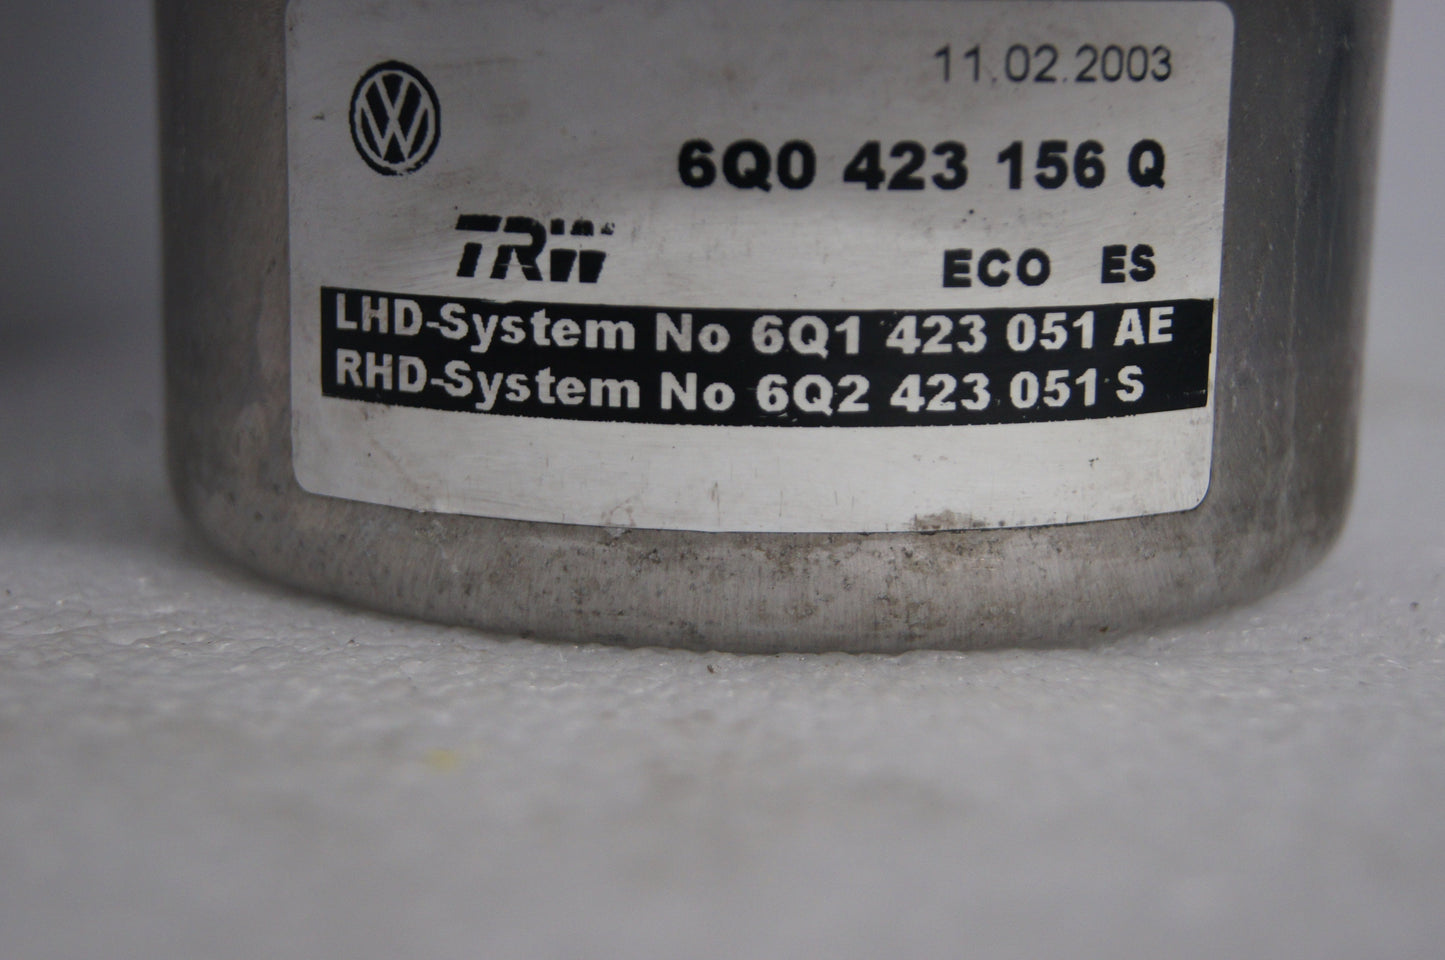 11.02.2003
6Q0 423 156 Q
TRW
ECO ES
LHD-System No 6Q1 423 051 AE
RHD-System No 6Q2 423 051 S